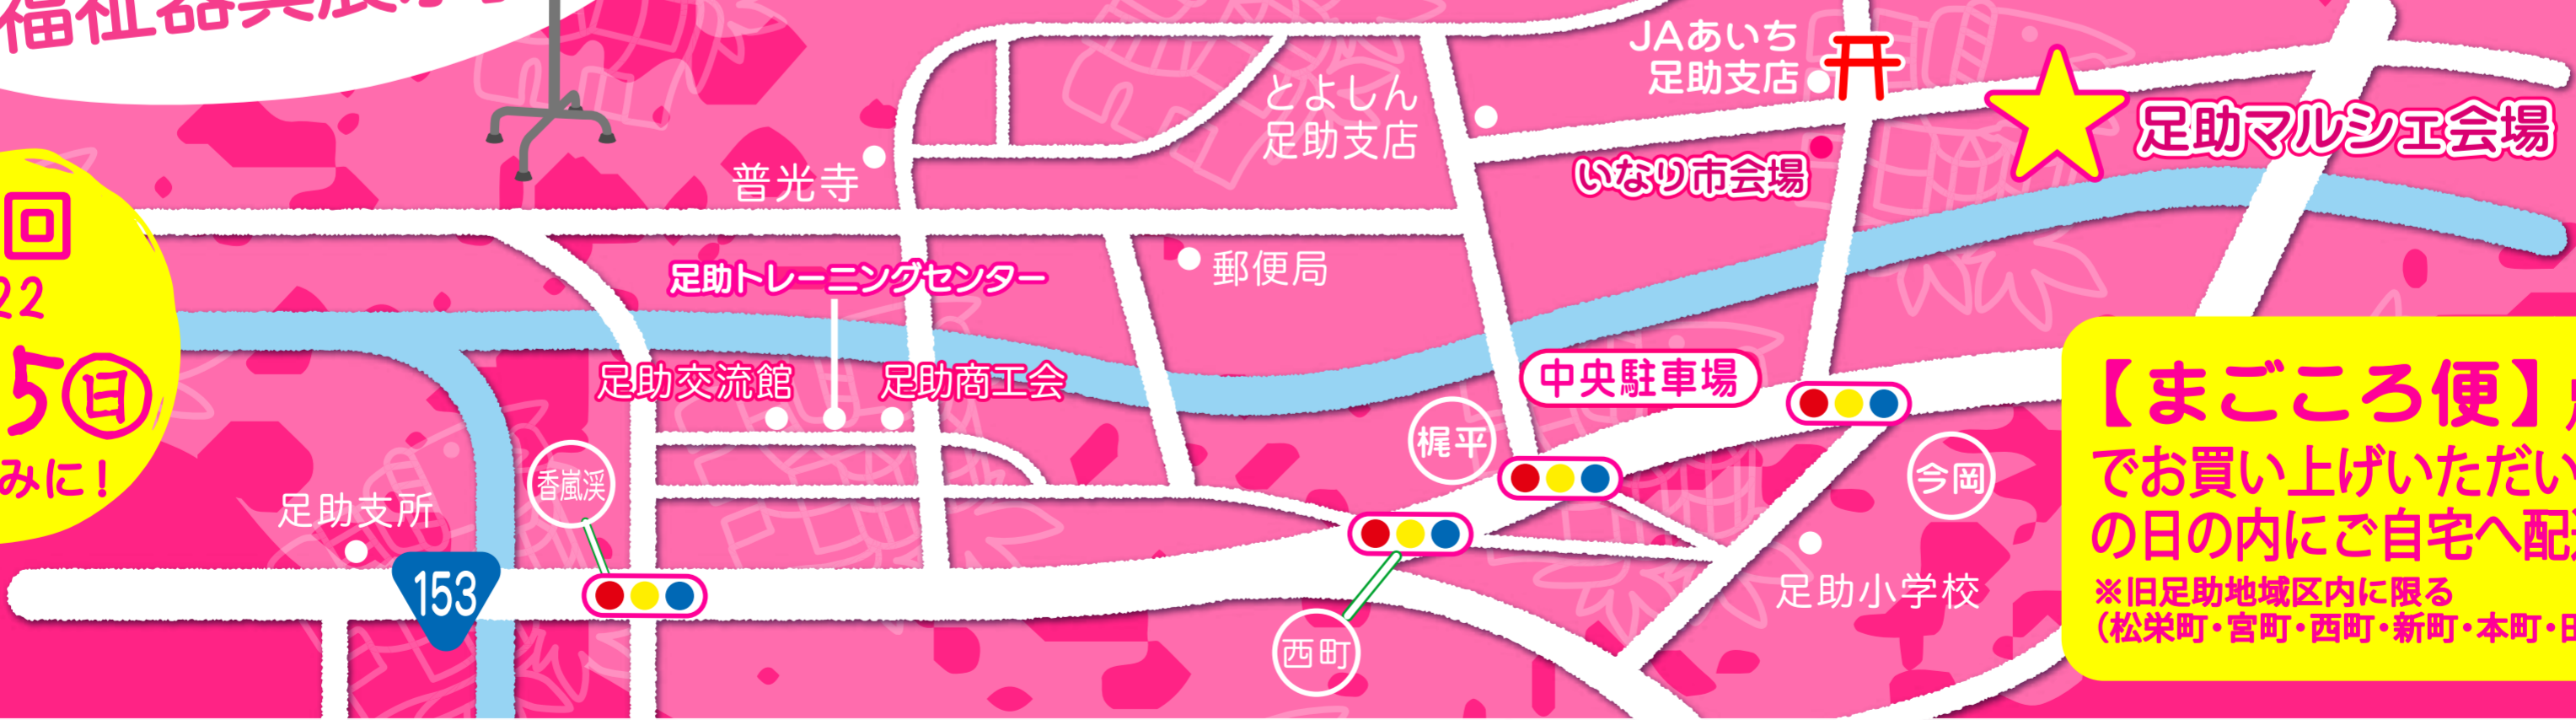 福祉器具展示
回
22
5日
みに!
JAあいち
足助支店
とよしん
足助支店
足助マルシェ会場
いなり市会場
普光寺
郵便局
足助トレーニングセンター
足助交流館
足助商工会
中央駐車場
梶平
香嵐渓
今岡
足助支所
153
足助小学校
西町
【まごころ便】
でお買い上げいただい
の日の内にご自宅へ配
※旧足助地域区内に限る
(松栄町・宮町・西町・新町・本町・田